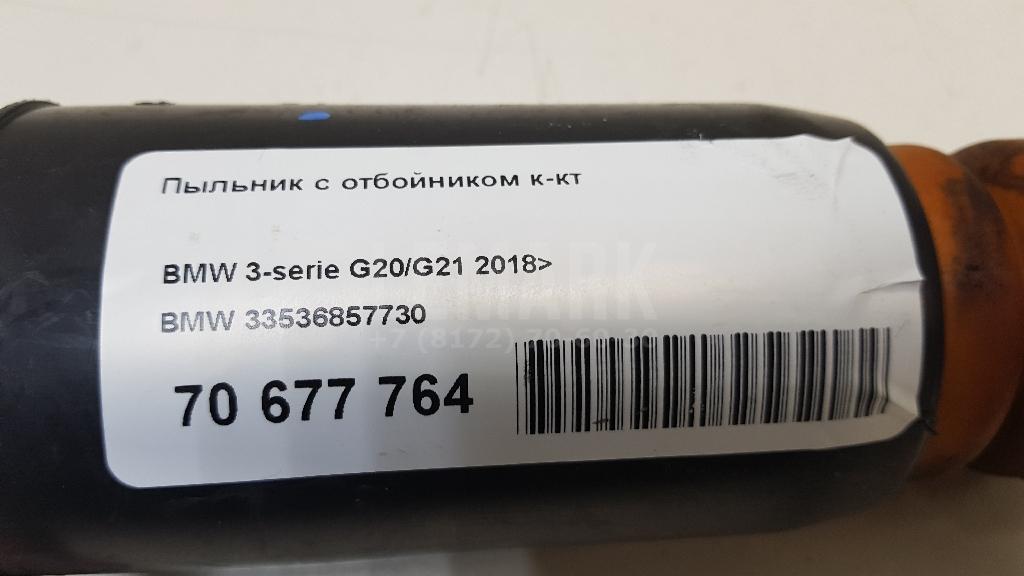 Пыльник с отбойником к-кт
BMW 3-serie G20/G21 2018>
BMW 33536857730
70 677 764